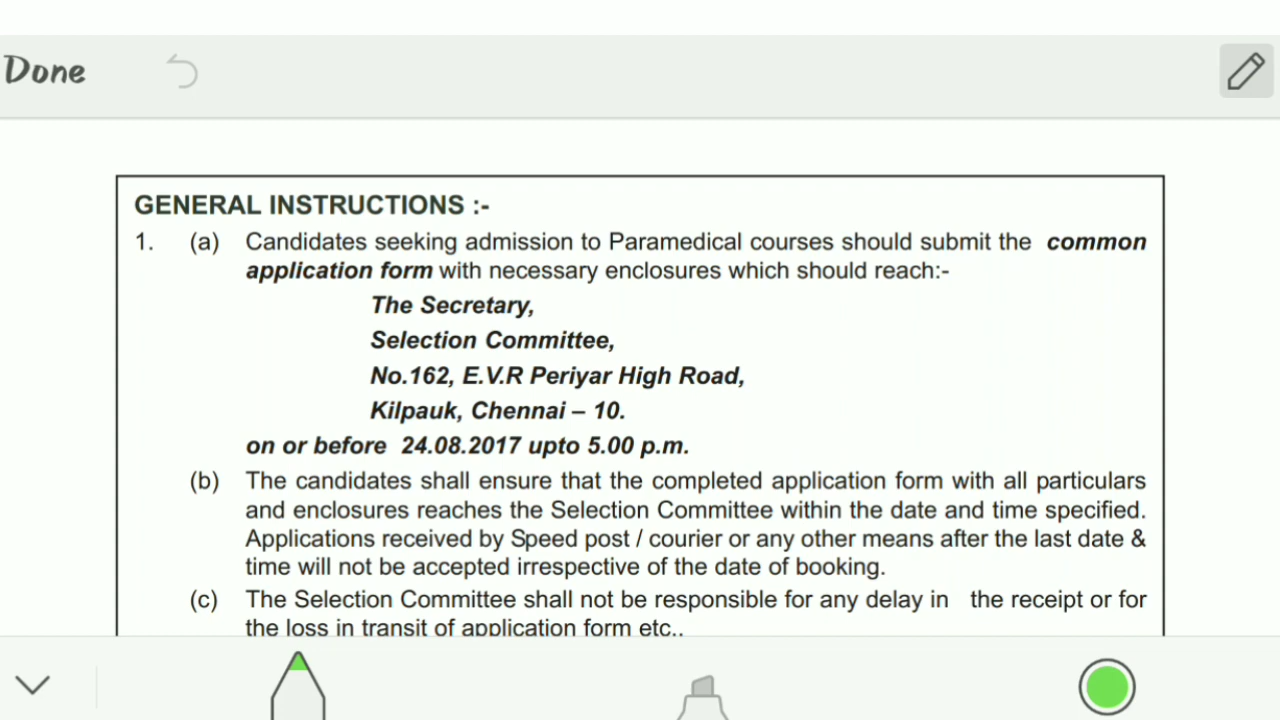 Done
GENERAL INSTRUCTIONS :-
1. (a) Candidates seeking admission to Paramedical courses should submit the common
application form with necessary enclosures which should reach:-
The Secretary,
Selection Committee,
No.162, E.V.R Periyar High Road,
Kilpauk, Chennai – 10.
on or before 24.08.2017 upto 5.00 p.m.
(b) The candidates shall ensure that the completed application form with all particulars
and enclosures reaches the Selection Committee within the date and time specified.
Applications received by Speed post / courier or any other means after the last date &
time will not be accepted irrespective of the date of booking.
(c) The Selection Committee shall not be responsible for any delay in the receipt or for
the loss in transit of application form etc..